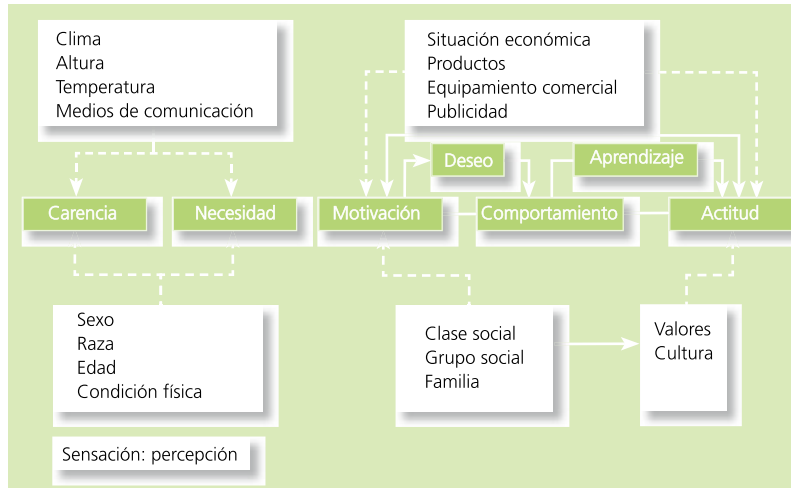 Clima
Altura
Temperatura
Medios de comunicación
Situación económica
Productos
Equipamiento comercial
Publicidad
Deseo
Aprendizaje
Carencia
Necesidad
Motivación
Comportamiento
Actitud
Sexo
Raza
Edad
Condición física
Clase social
Grupo social
Familia
Valores
Cultura
Sensación: percepción